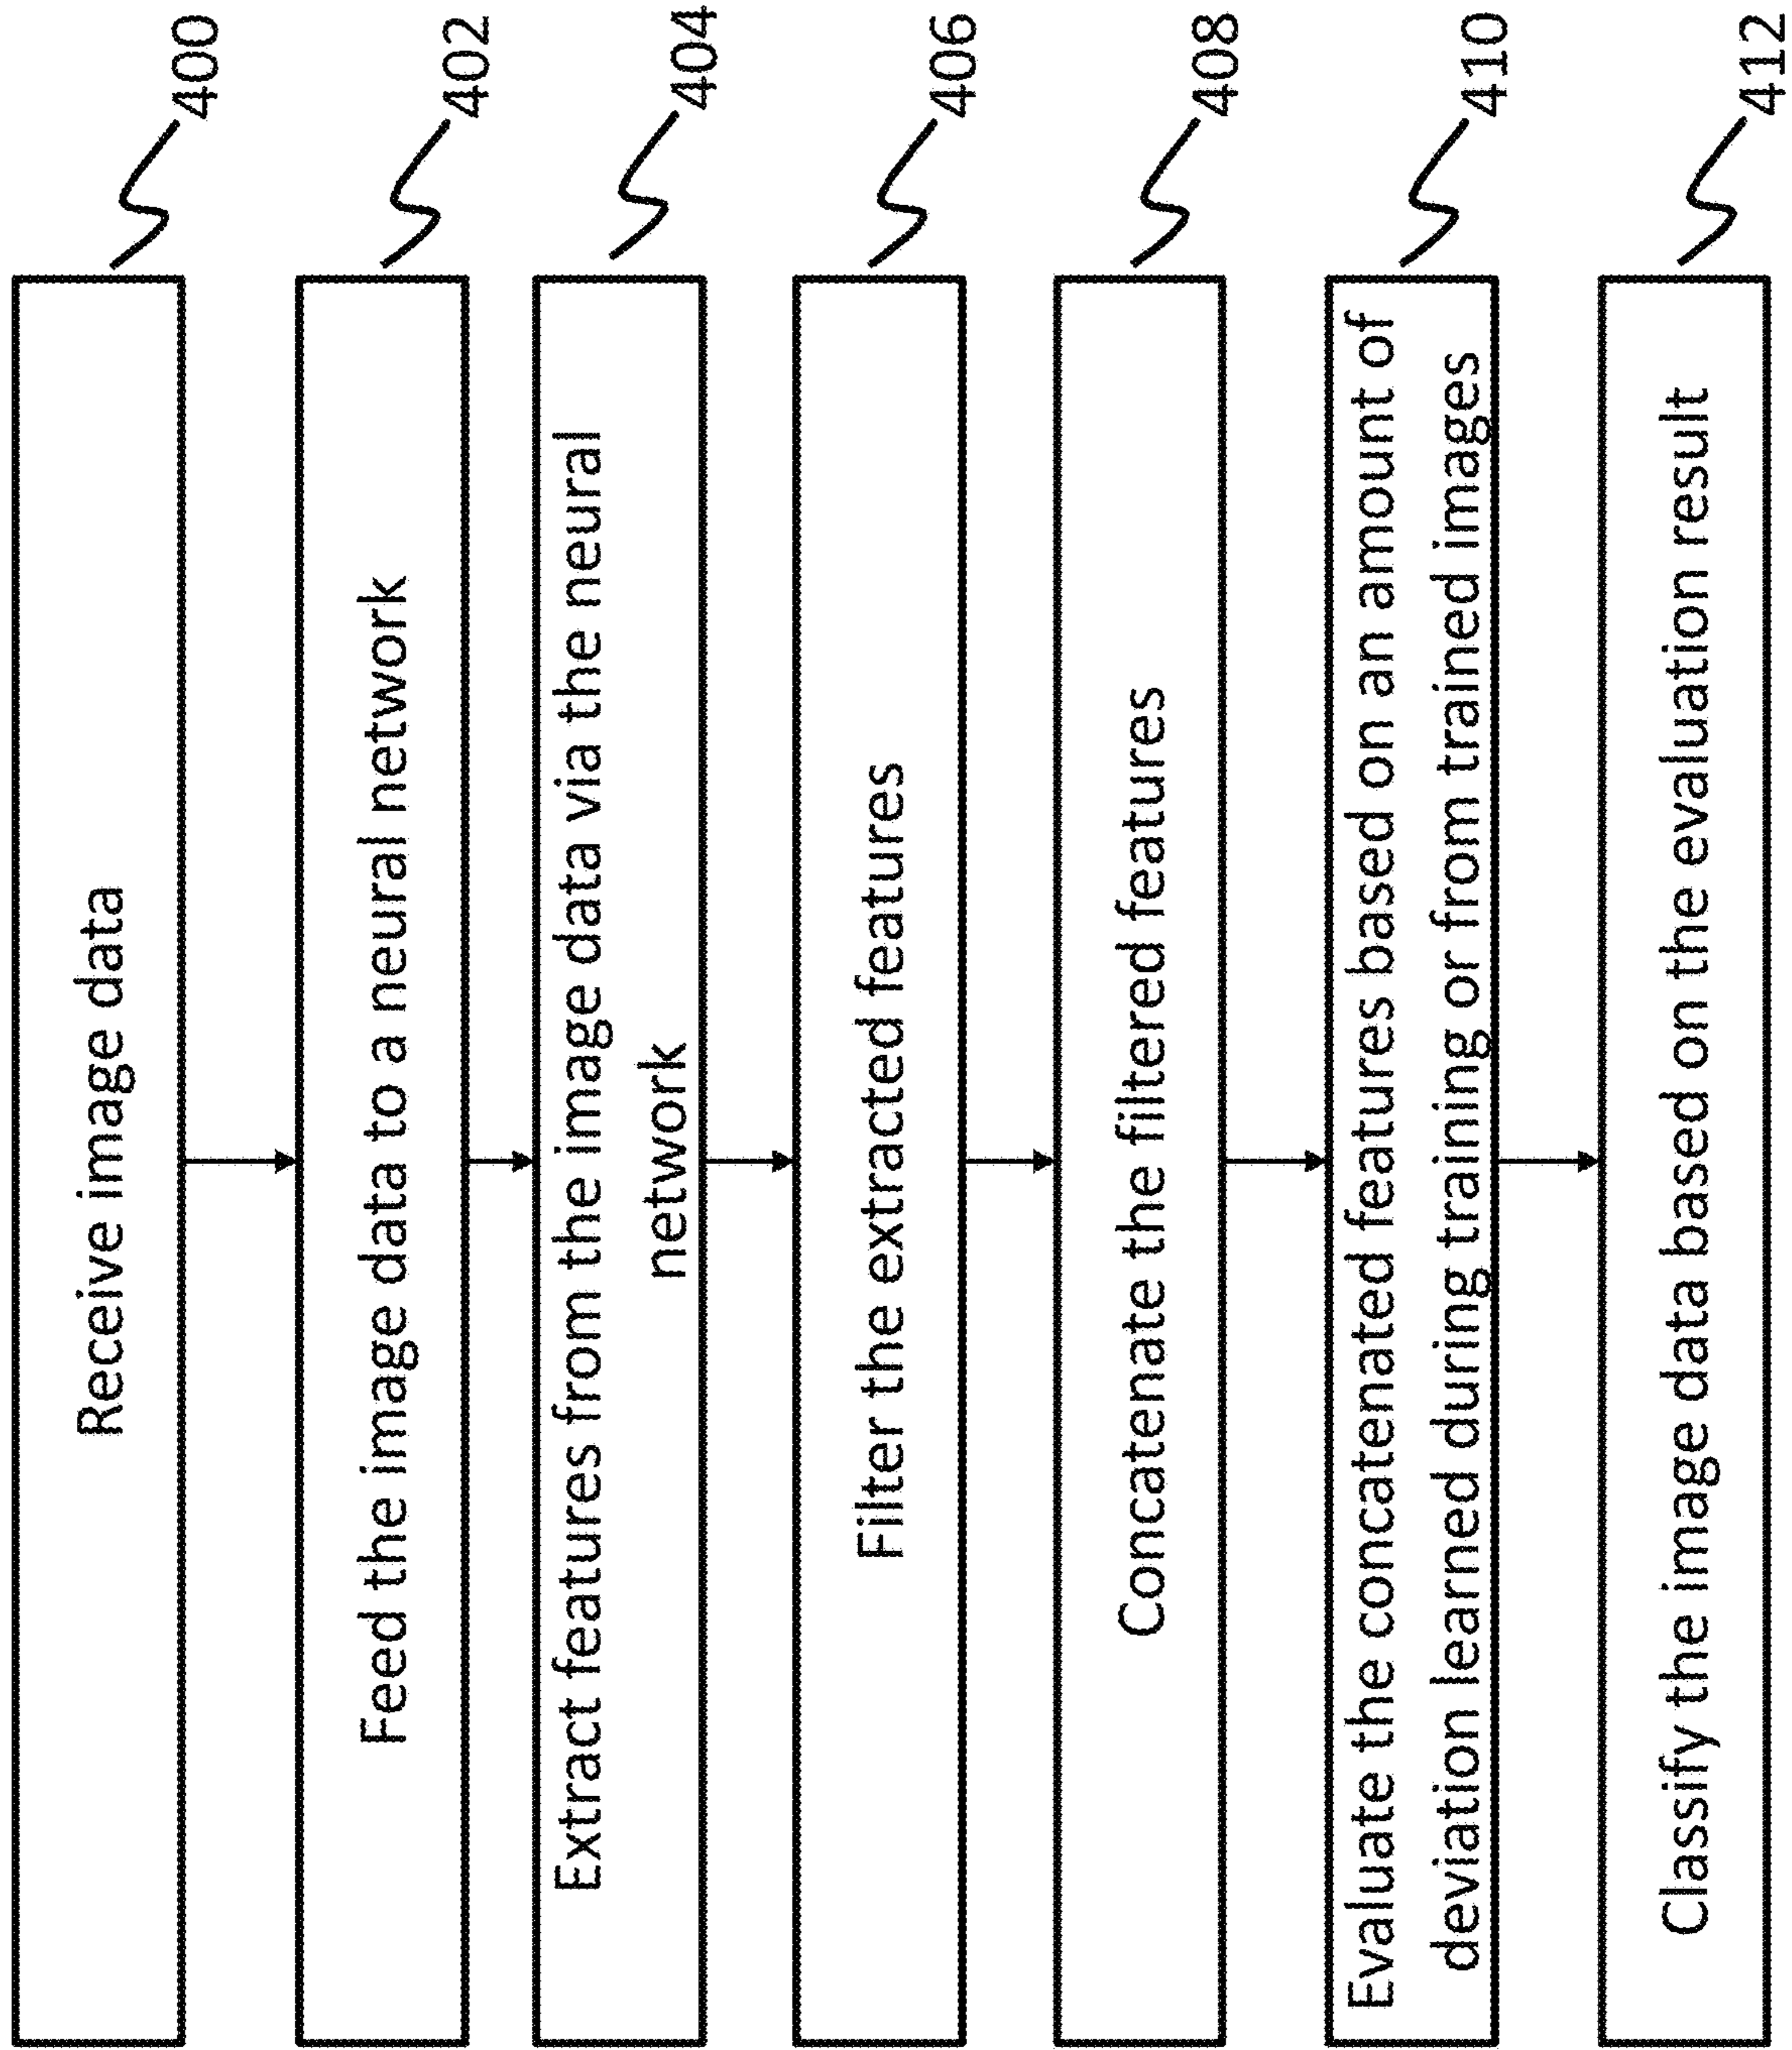 Receive image data
400
Feed the image data to a neural network
402
Extract features from the image data via the neural
network
404
Filter the extracted features
406
Concatenate the filtered features
408
Evaluate the concatenated features based on an amount of
deviation learned during training or from trained images
410
Classify the image data based on the evaluation result
412